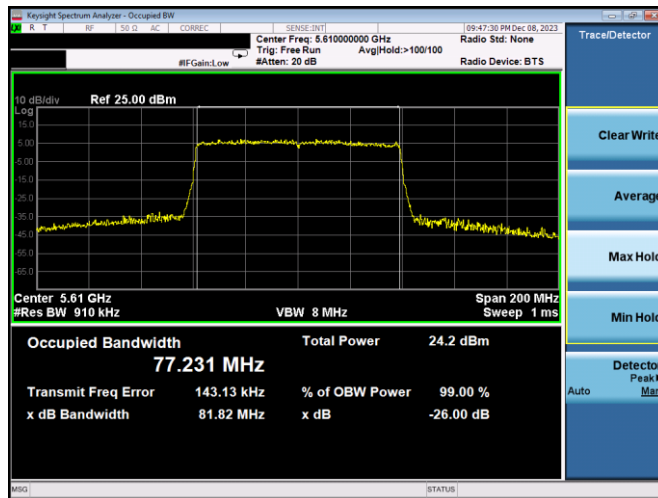 Keysight Spectrum Analyzer - Occupied BW
LXI R T RF 50 Ω AC CORREC SENSE:INT 09:47:30 PM Dec 08, 2023
Center Freq: 5.610000000 GHz Radio Std: None
Trig: Free Run Avg|Hold:>100/100
#IFGain:Low #Atten: 20 dB Radio Device: BTS
Trace/Detector
10 dB/div Ref 25.00 dBm
Log
15.0
5.00
-5.00
-15.0
-25.0
-35.0
-45.0
-55.0
-65.0
Center 5.61 GHz Span 200 MHz
#Res BW 910 kHz VBW 8 MHz Sweep 1 ms
Occupied Bandwidth Total Power 24.2 dBm
77.231 MHz
Transmit Freq Error 143.13 kHz % of OBW Power 99.00 %
x dB Bandwidth 81.82 MHz x dB -26.00 dB
Clear Write
Average
Max Hold
Min Hold
Detector
Peak
Auto Man
MSG STATUS